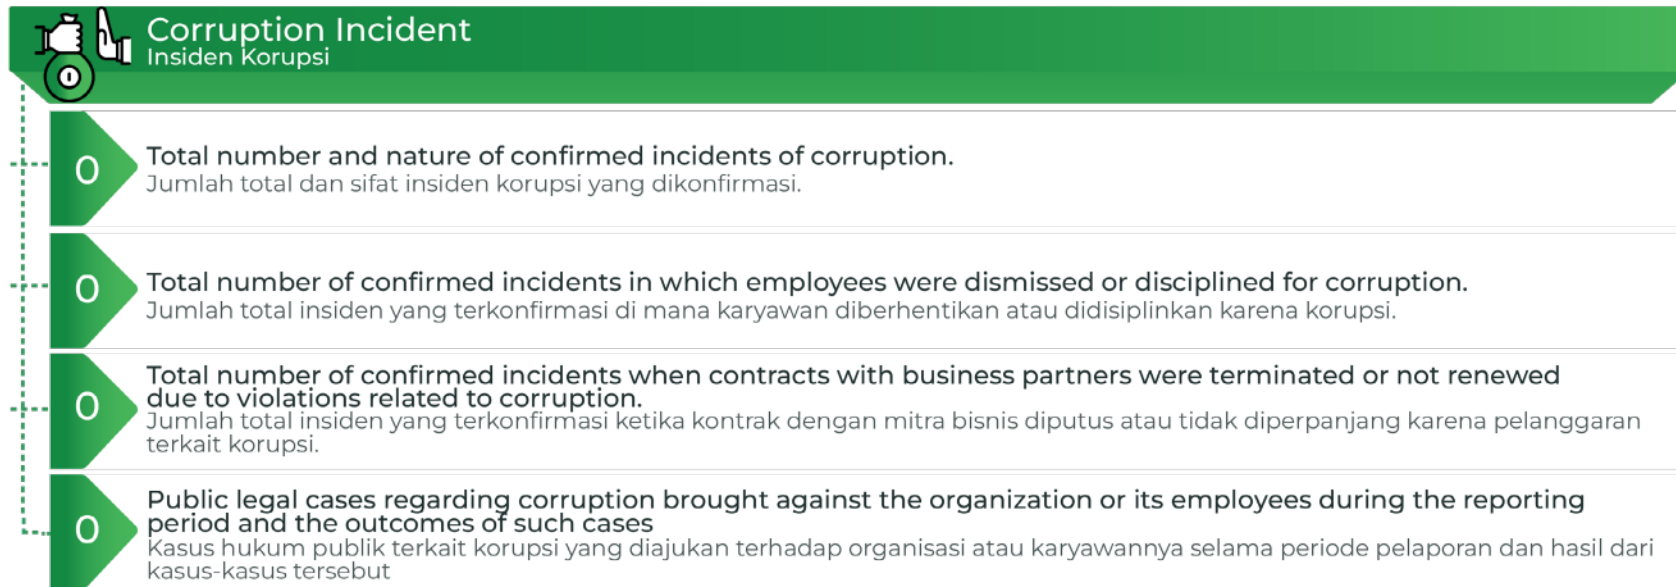 Corruption Incident
Insiden Korupsi
0
Total number and nature of confirmed incidents of corruption.
Jumlah total dan sifat insiden korupsi yang dikonfirmasi.
0
Total number of confirmed incidents in which employees were dismissed or disciplined for corruption.
Jumlah total insiden yang terkonfirmasi di mana karyawan diberhentikan atau didisiplinkan karena korupsi.
0
Total number of confirmed incidents when contracts with business partners were terminated or not renewed
due to violations related to corruption.
Jumlah total insiden yang terkonfirmasi ketika kontrak dengan mitra bisnis diputus atau tidak diperpanjang karena pelanggaran
terkait korupsi.
0
Public legal cases regarding corruption brought against the organization or its employees during the reporting
period and the outcomes of such cases
Kasus hukum publik terkait korupsi yang diajukan terhadap organisasi atau karyawannya selama periode pelaporan dan hasil dari
kasus-kasus tersebut